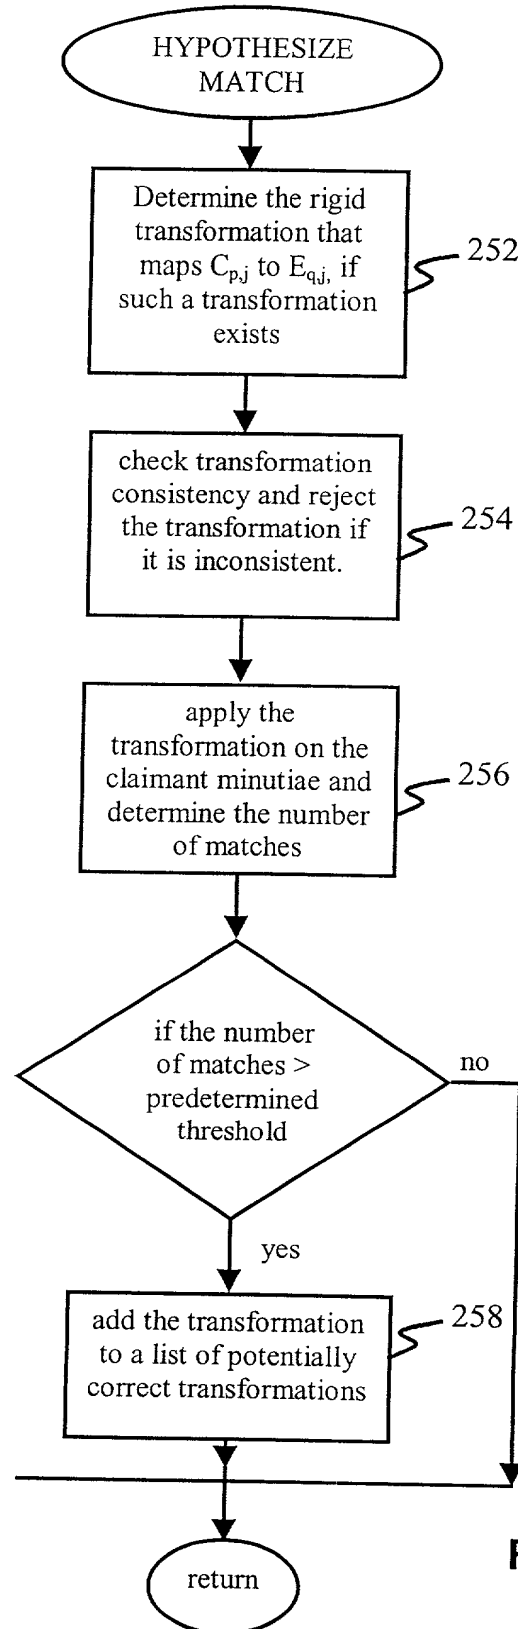 HYPOTHESIZE
MATCH
Determine the rigid
transformation that
maps Cp,j to Eq,j, if
such a transformation
exists
252
check transformation
consistency and reject
the transformation if
it is inconsistent.
254
apply the
transformation on the
claimant minutiae and
determine the number
of matches
256
if the number
of matches >
predetermined
threshold
no
yes
add the transformation
to a list of potentially
correct transformations
258
return